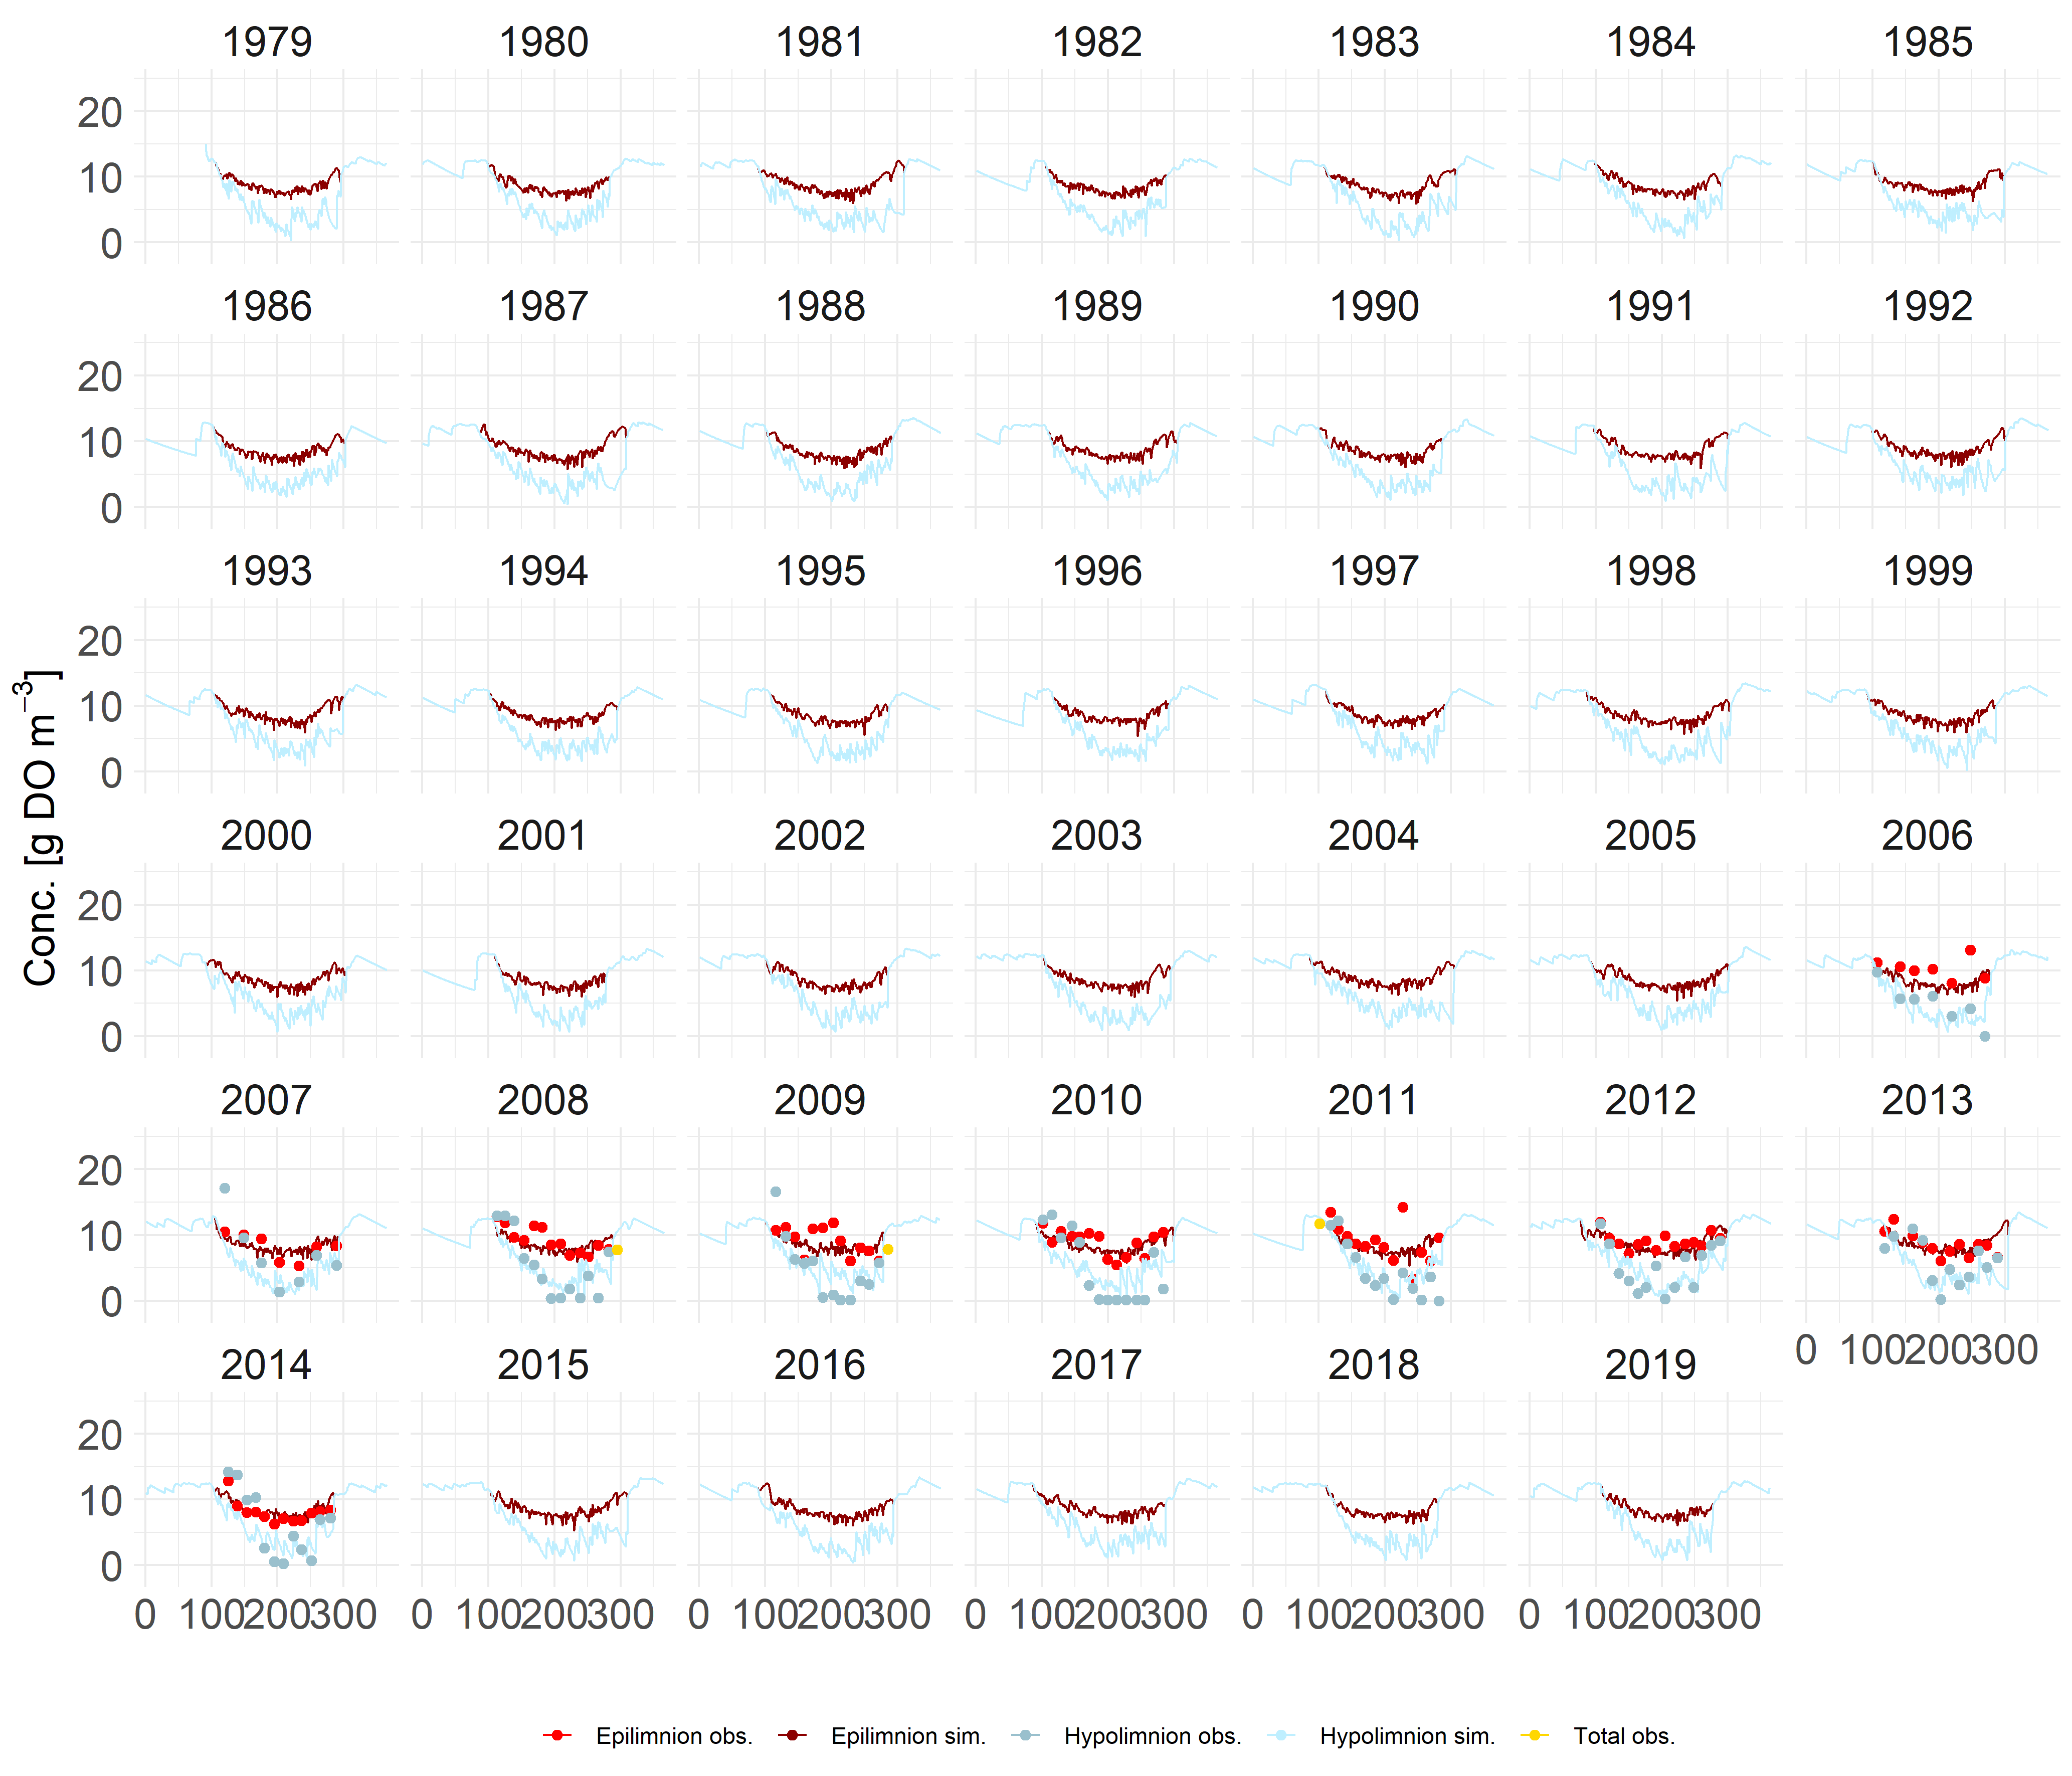 1979 1980 1981 1982 1983 1984 1985
20
10
0
1986 1987 1988 1989 1990 1991 1992
20
10
0
1993 1994 1995 1996 1997 1998 1999
20
10
0
2000 2001 2002 2003 2004 2005 2006
20
10
0
Conc. [g DO m⁻³]
2007 2008 2009 2010 2011 2012 2013
20
10
0
0 100 200 300
2014 2015 2016 2017 2018 2019
20
10
0
0 100 200 300 0 100 200 300 0 100 200 300 0 100 200 300 0 100 200 300 0 100 200 300
Epilimnion obs. Epilimnion sim. Hypolimnion obs. Hypolimnion sim. Total obs.